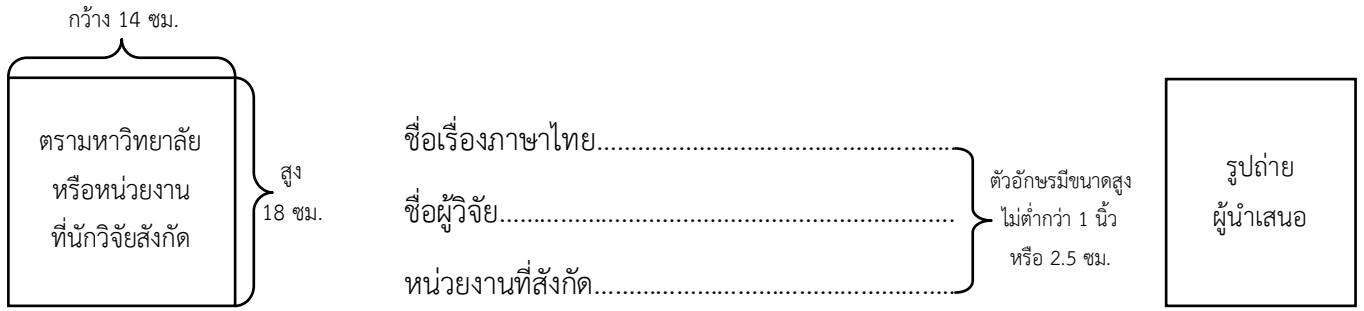 กว้าง 14 ซม.
ตรามหาวิทยาลัย
หรือหน่วยงาน
ที่นักวิจัยสังกัด
สูง
18 ซม.
ชื่อเรื่องภาษาไทย....................................................
ชื่อผู้วิจัย..................................................................
หน่วยงานที่สังกัด....................................................
ตัวอักษรมีขนาดสูง
ไม่ต่ำกว่า 1 นิ้ว
หรือ 2.5 ซม.
รูปถ่าย
ผู้นำเสนอ